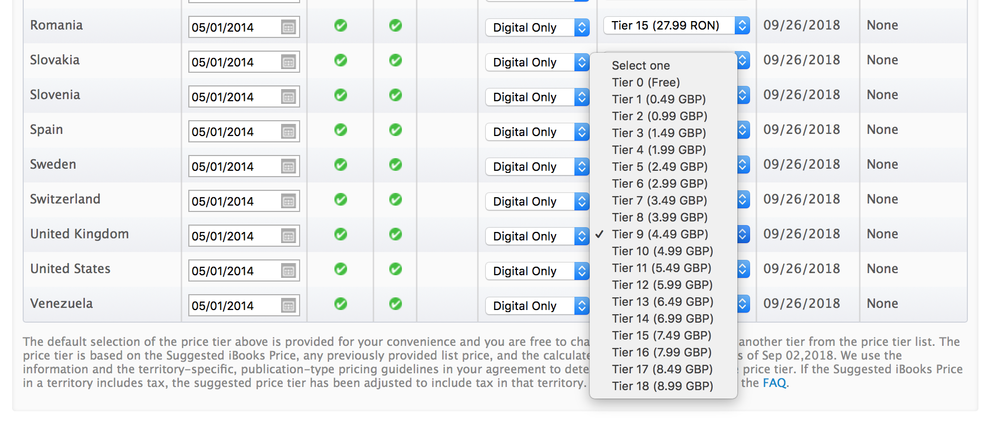 Romania 05/01/2014 Digital Only Tier 15 (27.99 RON) 09/26/2018 None
Slovakia 05/01/2014 Digital Only 09/26/2018 None
Slovenia 05/01/2014 Digital Only 09/26/2018 None
Spain 05/01/2014 Digital Only 09/26/2018 None
Sweden 05/01/2014 Digital Only 09/26/2018 None
Switzerland 05/01/2014 Digital Only 09/26/2018 None
United Kingdom 05/01/2014 Digital Only 09/26/2018 None
United States 05/01/2014 Digital Only 09/26/2018 None
Venezuela 05/01/2014 Digital Only 09/26/2018 None
Select one
Tier 0 (Free)
Tier 1 (0.49 GBP)
Tier 2 (0.99 GBP)
Tier 3 (1.49 GBP)
Tier 4 (1.99 GBP)
Tier 5 (2.49 GBP)
Tier 6 (2.99 GBP)
Tier 7 (3.49 GBP)
Tier 8 (3.99 GBP)
✓ Tier 9 (4.49 GBP)
Tier 10 (4.99 GBP)
Tier 11 (5.49 GBP)
Tier 12 (5.99 GBP)
Tier 13 (6.49 GBP)
Tier 14 (6.99 GBP)
Tier 15 (7.49 GBP)
Tier 16 (7.99 GBP)
Tier 17 (8.49 GBP)
Tier 18 (8.99 GBP)
The default selection of the price tier above is provided for your convenience and you are free to cha another tier from the price tier list. The
price tier is based on the Suggested iBooks Price, any previously provided list price, and the calculate s of Sep 02,2018. We use the
information and the territory-specific, publication-type pricing guidelines in your agreement to dete price tier. If the Suggested iBooks Price
in a territory includes tax, the suggested price tier has been adjusted to include tax in that territory. the FAQ.